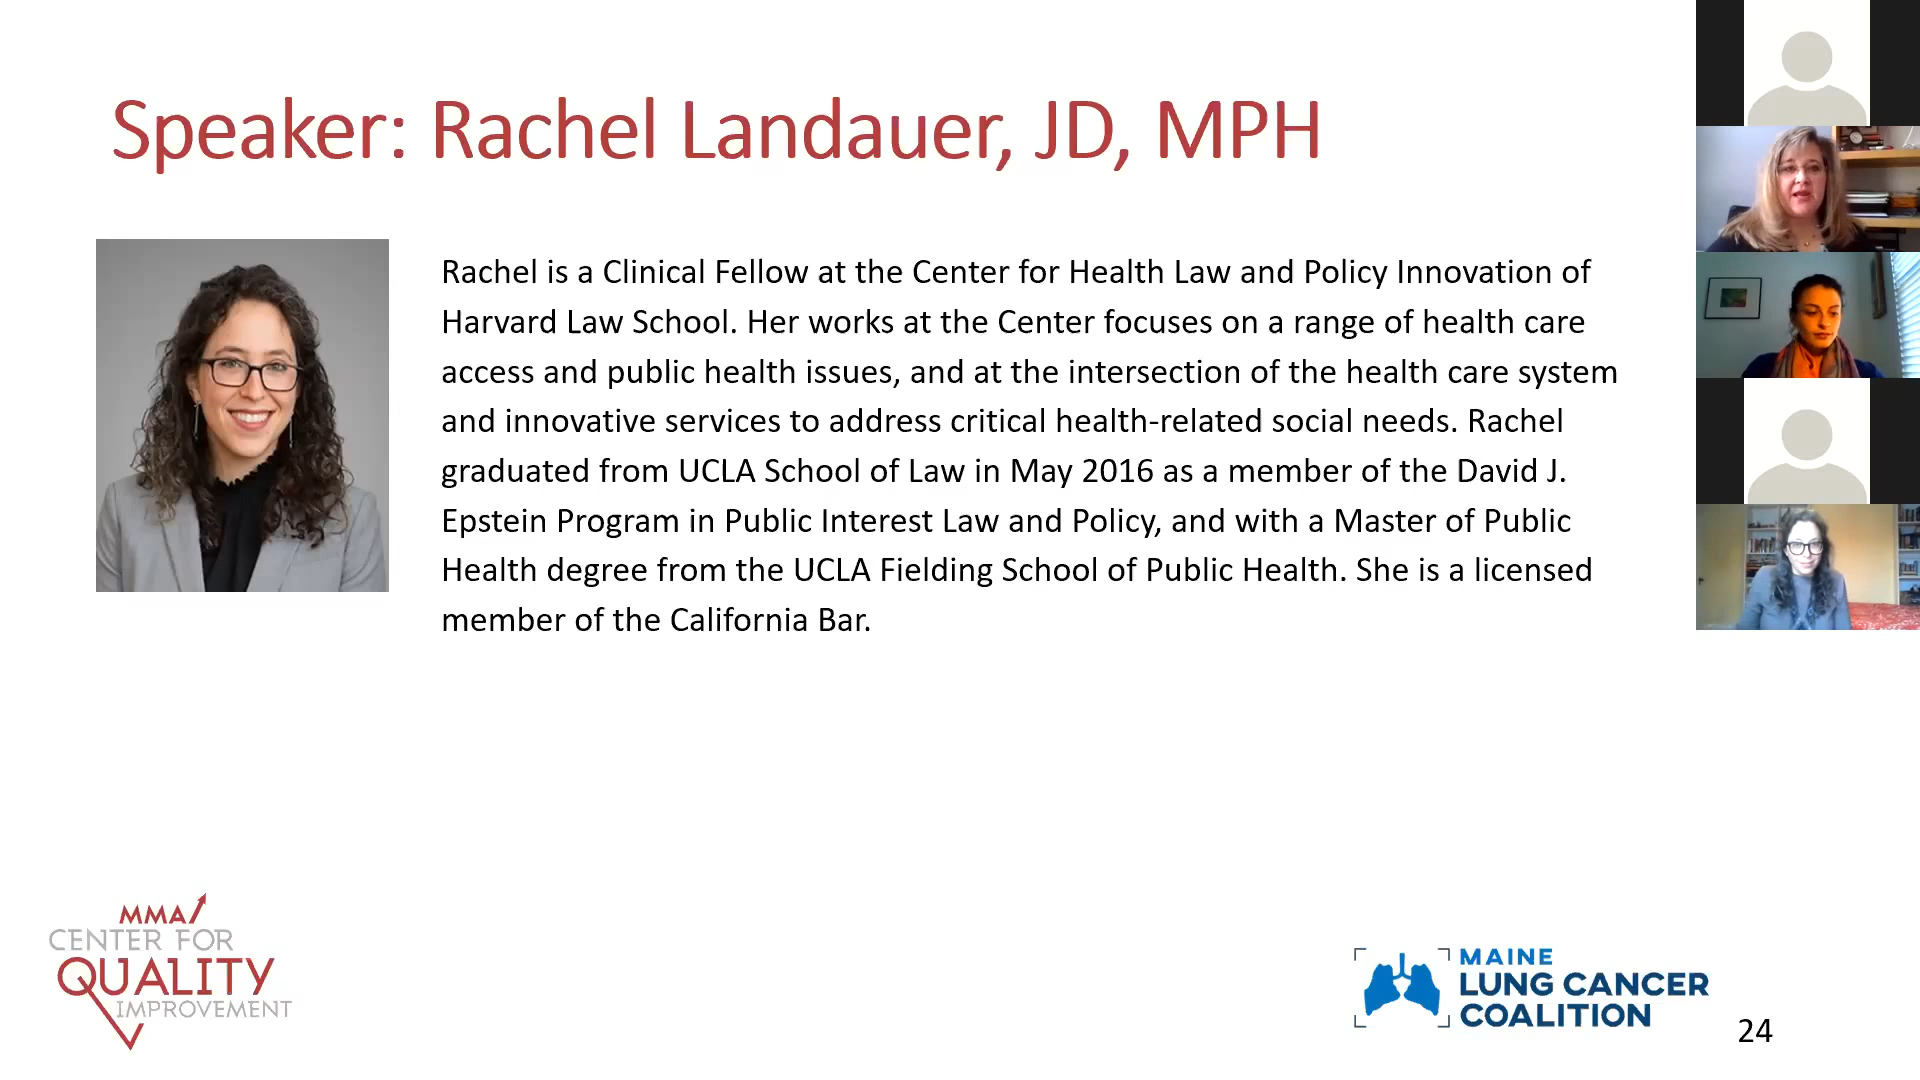 Speaker: Rachel Landauer, JD, MPH
Rachel is a Clinical Fellow at the Center for Health Law and Policy Innovation of
Harvard Law School. Her works at the Center focuses on a range of health care
access and public health issues, and at the intersection of the health care system
and innovative services to address critical health-related social needs. Rachel
graduated from UCLA School of Law in May 2016 as a member of the David J.
Epstein Program in Public Interest Law and Policy, and with a Master of Public
Health degree from the UCLA Fielding School of Public Health. She is a licensed
member of the California Bar.
MMA
CENTER FOR
QUALITY
IMPROVEMENT
MAINE
LUNG CANCER
COALITION
24